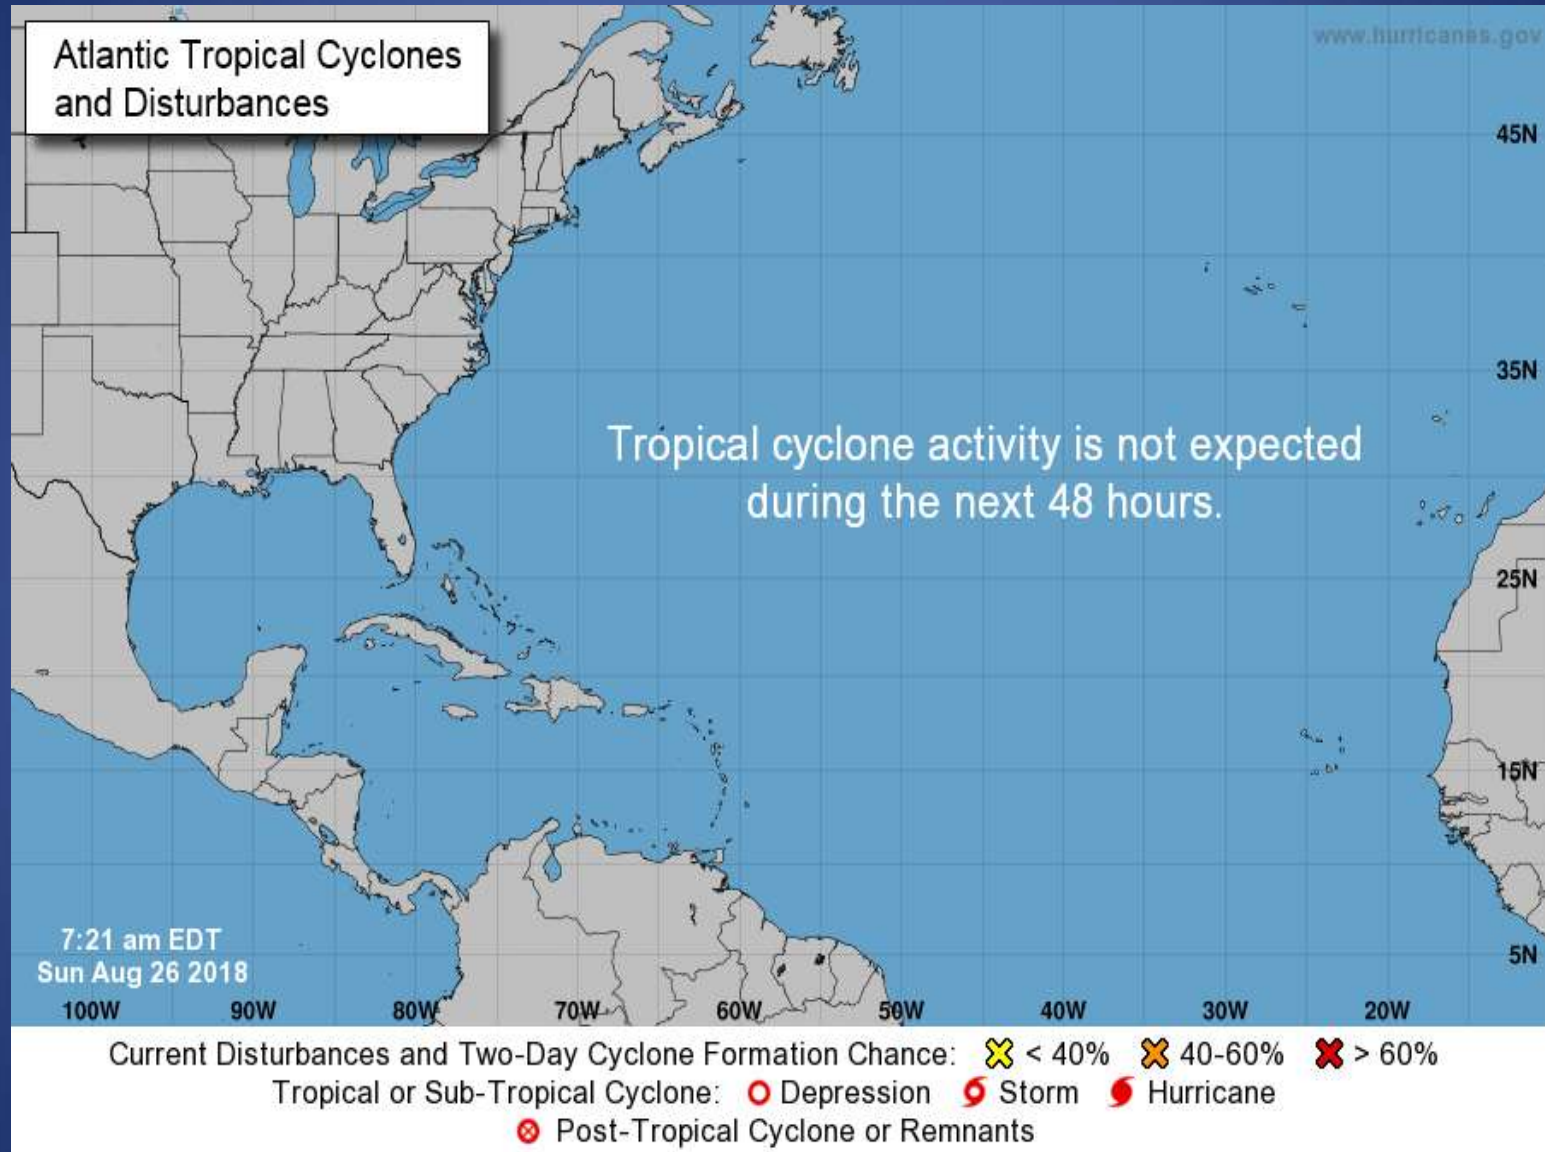 Atlantic Tropical Cyclones
and Disturbances
www.hurricanes.gov
45N
35N
Tropical cyclone activity is not expected
during the next 48 hours.
25N
15N
7:21 am EDT
Sun Aug 26 2018
5N
100W 90W 80W 70W 60W 50W 40W 30W 20W
Current Disturbances and Two-Day Cyclone Formation Chance: < 40% 40-60% > 60%
Tropical or Sub-Tropical Cyclone: Depression Storm Hurricane
Post-Tropical Cyclone or Remnants